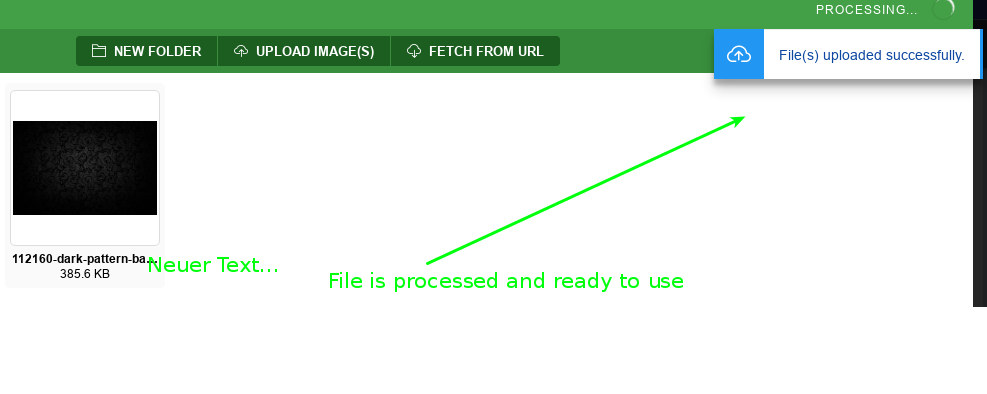 PROCESSING...
NEW FOLDER
UPLOAD IMAGE(S)
FETCH FROM URL
File(s) uploaded successfully.
112160-dark-pattern-ba...
385.6 KB
Neuer Text...
File is processed and ready to use